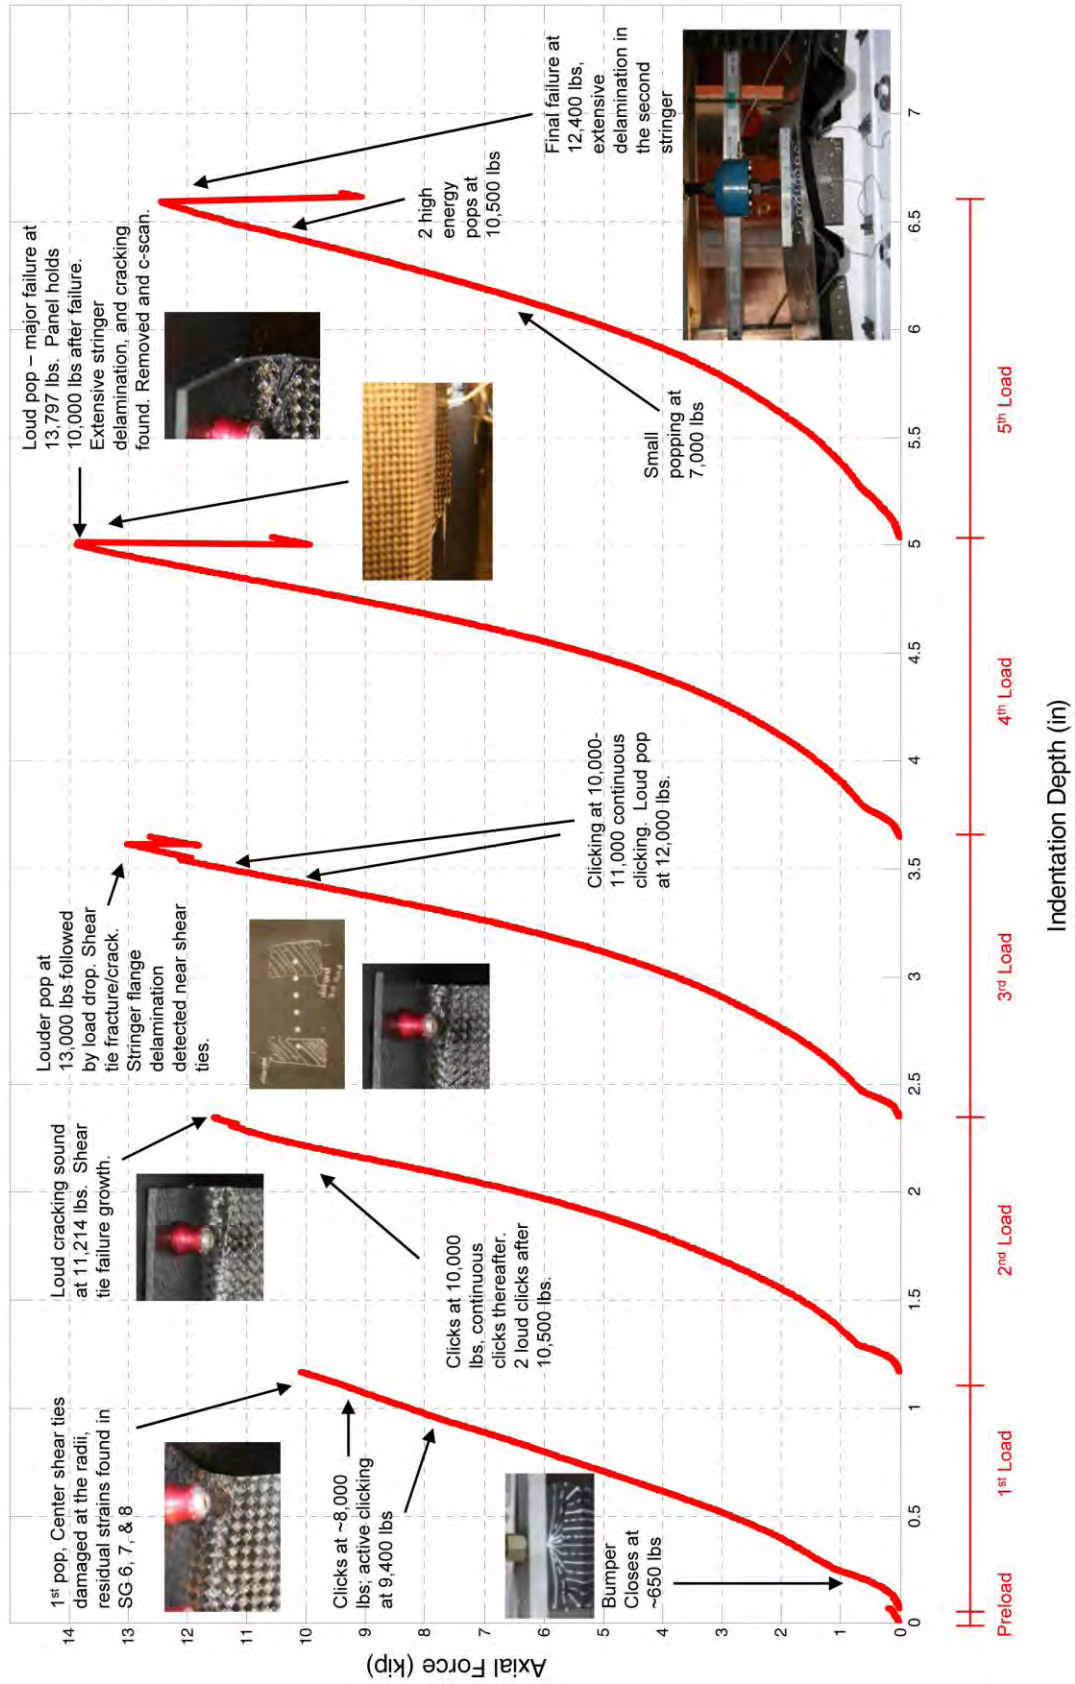 1st pop, Center shear ties
damaged at the radii,
residual strains found in
SG 6, 7, & 8
Loud cracking sound
at 11,214 lbs. Shear
tie failure growth.
Louder pop at
13,000 lbs followed
by load drop. Shear
tie fracture/crack.
Stringer flange
delamination
detected near shear
ties.
Loud pop – major failure at
13,797 lbs. Panel holds
10,000 lbs after failure.
Extensive stringer
delamination, and cracking
found. Removed and c-scan.
Clicks at ~8,000
lbs; active clicking
at 9,400 lbs
Clicks at 10,000
lbs, continuous
clicks thereafter.
2 loud clicks after
10,500 lbs.
Clicking at 10,000-
11,000 continuous
clicking. Loud pop
at 12,000 lbs.
2 high
energy
pops at
10,500 lbs
Final failure at
12,400 lbs,
extensive
delamination in
the second
stringer
Small
popping at
7,000 lbs
Bumper
Closes at
~650 lbs
Axial Force (kip)
14
13
12
11
10
9
8
7
6
5
4
3
2
1
0
0
0.5
1
1.5
2
2.5
3
3.5
4
4.5
5
5.5
6
6.5
7
Preload
1st Load
2nd Load
3rd Load
4th Load
5th Load
Indentation Depth (in)